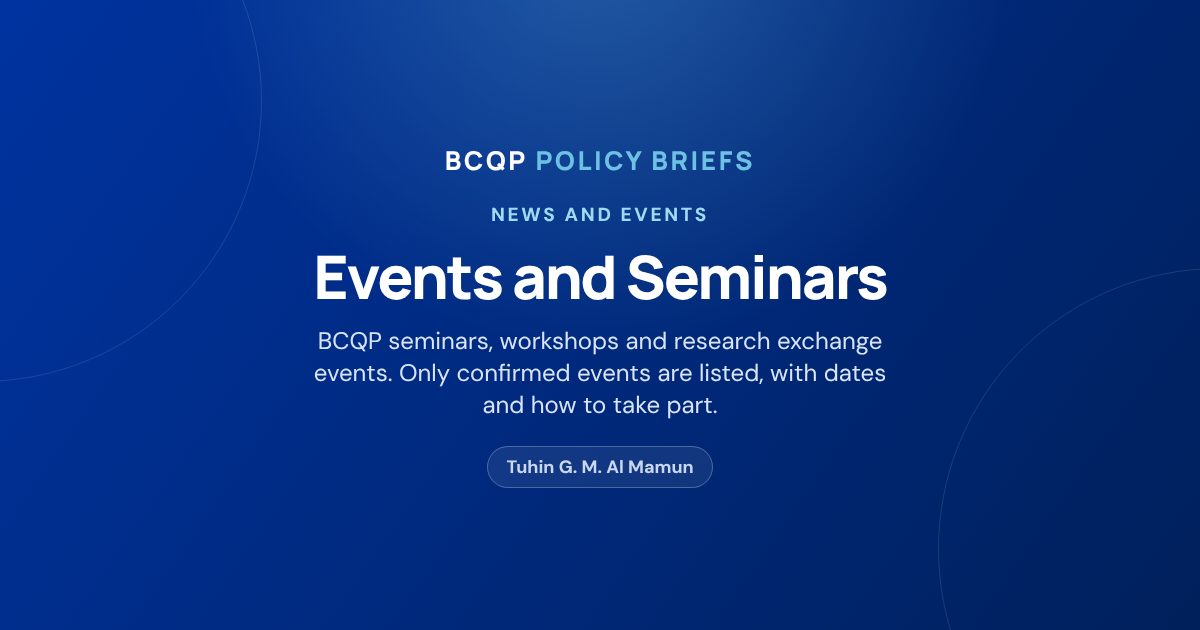 BCQP POLICY BRIEFS
NEWS AND EVENTS
Events and Seminars
BCQP seminars, workshops and research exchange
events. Only confirmed events are listed, with dates
and how to take part.
Tuhin G. M. Al Mamun